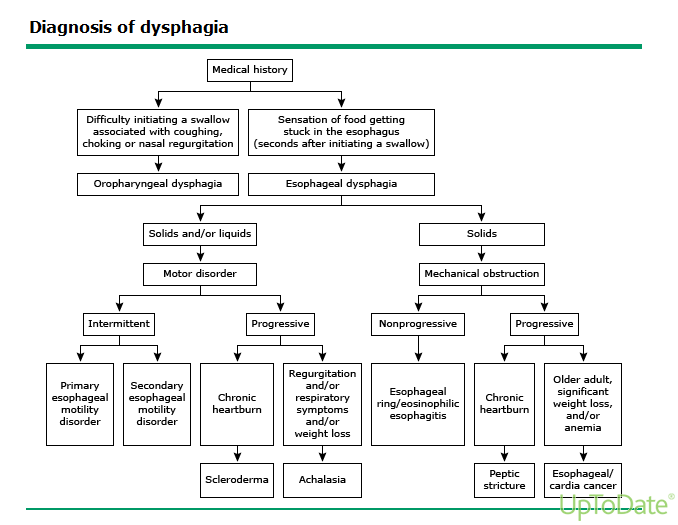 Diagnosis of dysphagia
Medical history
Difficulty initiating a swallow
associated with coughing,
choking or nasal regurgitation
Sensation of food getting
stuck in the esophagus
(seconds after initiating a swallow)
Oropharyngeal dysphagia
Esophageal dysphagia
Solids and/or liquids
Solids
Motor disorder
Mechanical obstruction
Intermittent
Progressive
Nonprogressive
Progressive
Primary
esophageal
motility
disorder
Secondary
esophageal
motility
disorder
Chronic
heartburn
Regurgitation
and/or
respiratory
symptoms
and/or
weight loss
Esophageal
ring/eosinophilic
esophagitis
Chronic
heartburn
Older adult,
significant
weight loss,
and/or
anemia
Scleroderma
Achalasia
Peptic
stricture
Esophageal/
cardia cancer
UpToDate®